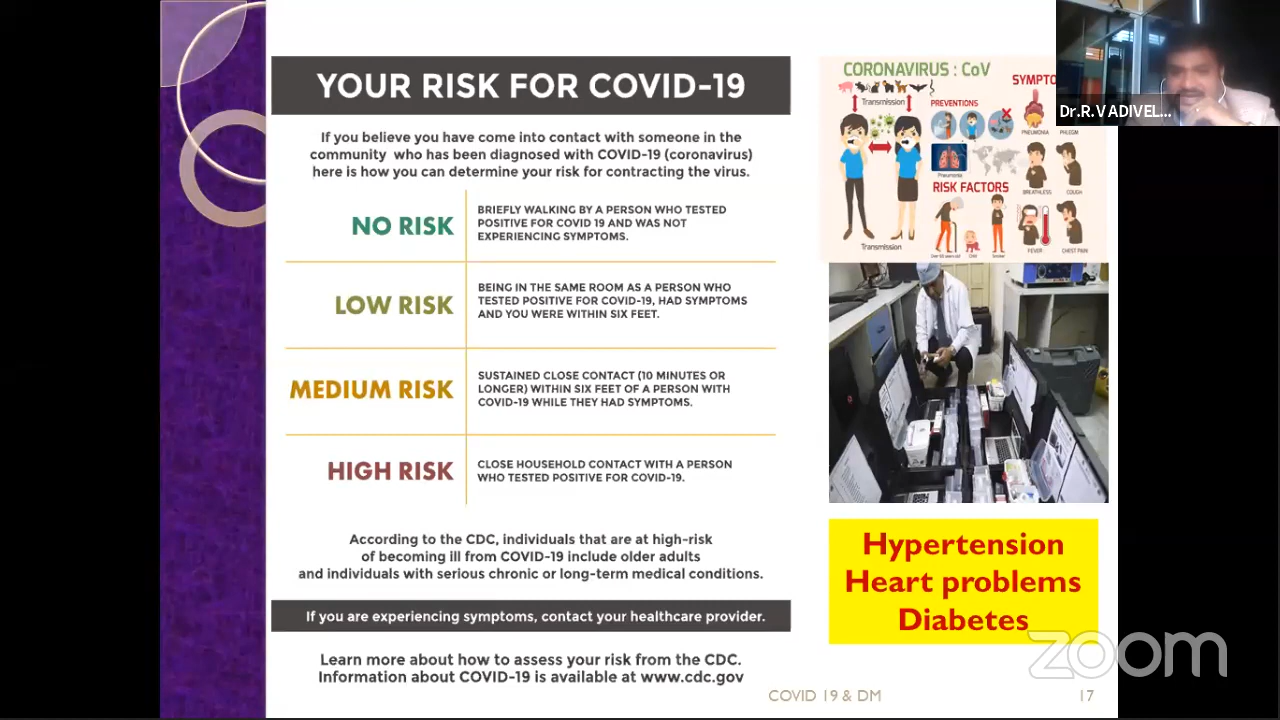 YOUR RISK FOR COVID-19
If you believe you have come into contact with someone in the
community who has been diagnosed with COVID-19 (coronavirus)
here is how you can determine your risk for contracting the virus.
NO RISK
BRIEFLY WALKING BY A PERSON WHO TESTED
POSITIVE FOR COVID 19 AND WAS NOT
EXPERIENCING SYMPTOMS.
LOW RISK
BEING IN THE SAME ROOM AS A PERSON WHO
TESTED POSITIVE FOR COVID-19, HAD SYMPTOMS
AND YOU WERE WITHIN SIX FEET.
MEDIUM RISK
SUSTAINED CLOSE CONTACT (10 MINUTES OR
LONGER) WITHIN SIX FEET OF A PERSON WITH
COVID-19 WHILE THEY HAD SYMPTOMS.
HIGH RISK
CLOSE HOUSEHOLD CONTACT WITH A PERSON
WHO TESTED POSITIVE FOR COVID-19.
According to the CDC, individuals that are at high-risk
of becoming ill from COVID-19 include older adults
and individuals with serious chronic or long-term medical conditions.
If you are experiencing symptoms, contact your healthcare provider.
Learn more about how to assess your risk from the CDC.
Information about COVID-19 is available at www.cdc.gov
CORONAVIRUS : CoV
SYMPTO
Transmission
PREVENTIONS
PNEUMONIA
PHLEGM
Pneumonia
RISK FACTORS
BREATHLESS
COUGH
Transmission
FEVER
CHEST PAIN
Dr.R.VADIVEL...
Hypertension
Heart problems
Diabetes
zoom
COVID 19 & DM
17